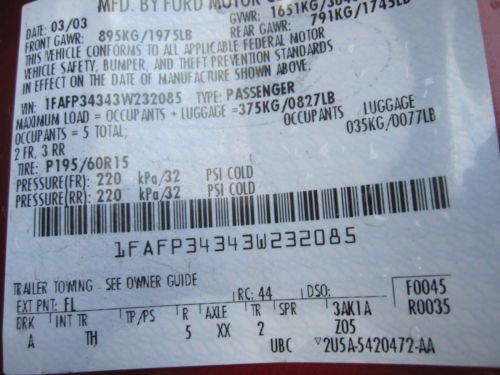 MFD. BY FORD MOTOR
DATE: 03/03 GVWR: 1651KG/
FRONT GAWR: 895KG/1975LB REAR GAWR: 791KG/1745LB
VEHICLE CONFORMS TO ALL APPLICABLE FEDERAL MOTOR
VEHICLE SAFETY, BUMPER, AND THEFT PREVENTION STANDARDS
IN EFFECT ON THE DATE OF MANUFACTURE SHOWN ABOVE.
VIN: 1FAFP34343W232085 TYPE: PASSENGER
MAXIMUM LOAD = OCCUPANTS + LUGGAGE =375KG/0827LB
OCCUPANTS = 5 TOTAL; OCCUPANTS LUGGAGE
2 FR, 3 RR 035KG/0077LB
TIRE: P195/60R15
PRESSURE(FR): 220 kPa/32 PSI COLD
PRESSURE(RR): 220 kPa/32 PSI COLD
1FAFP34343W232085
TRAILER TOWING - SEE OWNER GUIDE
EXT PNT: FL RC: 44 DSO: F0045
BRK INT TR TP/PS R AXLE TR SPR 3AK1A R0035
A TH 5 XX 2 Z05
UBC ▽2U5A-5420472-AA